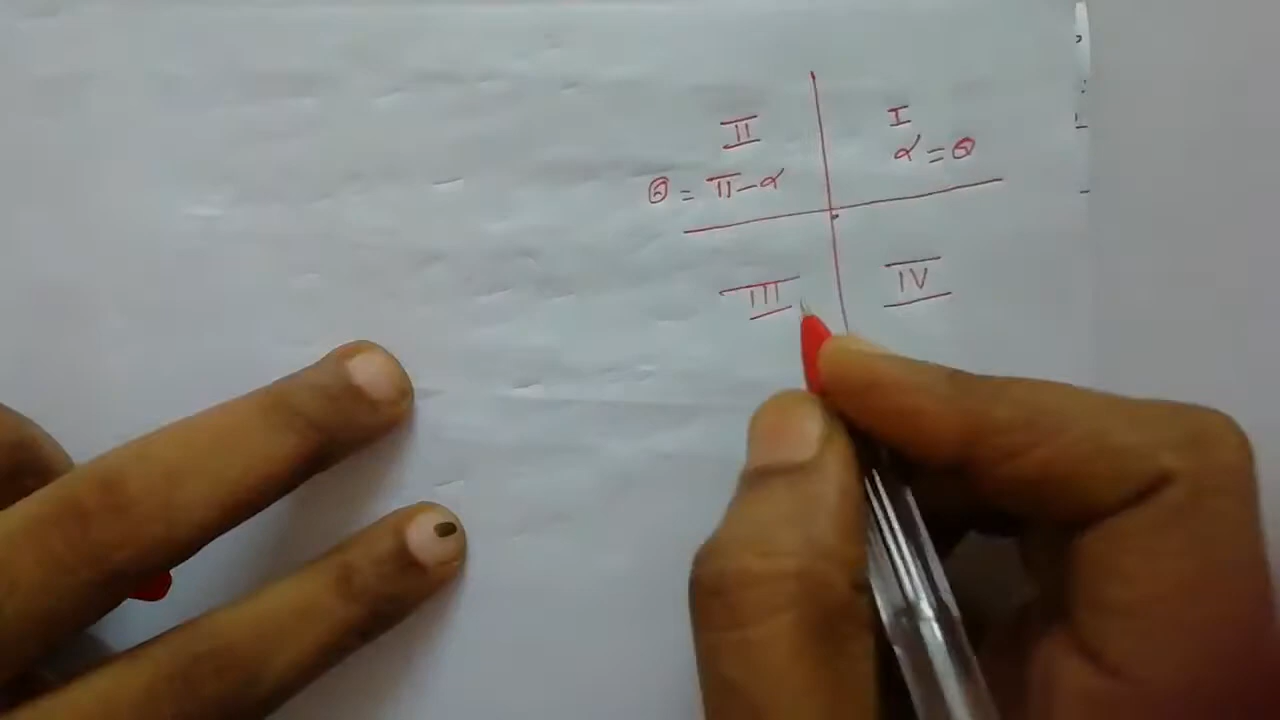 II
I
α = θ
θ = π - α
III
IV